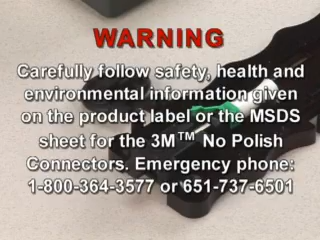 WARNING
Carefully follow safety, health and
environmental information given
on the product label or the MSDS
sheet for the 3M™ No Polish
Connectors. Emergency phone:
1-800-364-3577 or 651-737-6501